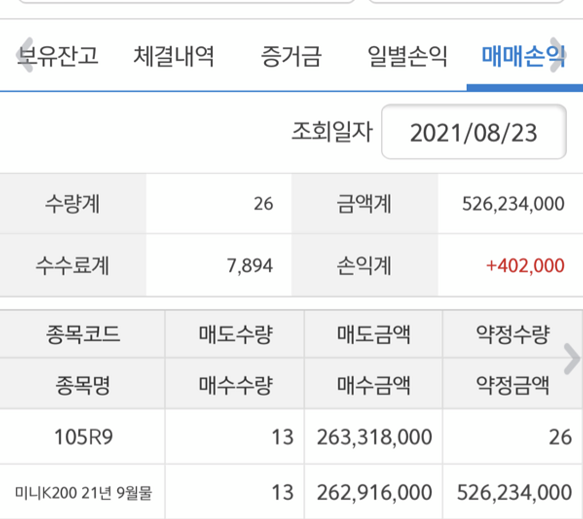 보유잔고 체결내역 증거금 일별손익 매매손익
조회일자 2021/08/23
수량계 26 금액계 526,234,000
수수료계 7,894 손익계 +402,000
종목코드 매도수량 매도금액 약정수량
종목명 매수수량 매수금액 약정금액
105R9 13 263,318,000 26
미니K200 21년 9월물 13 262,916,000 526,234,000